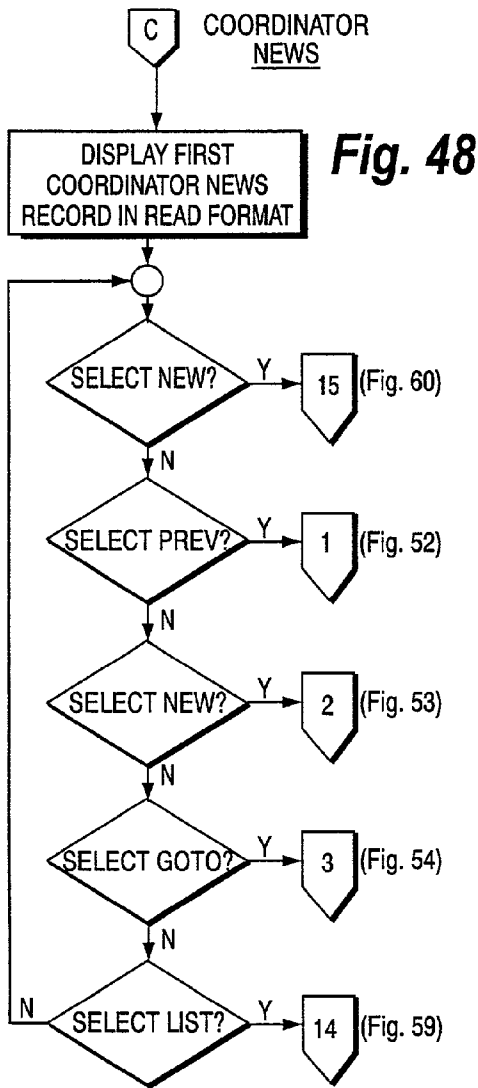 C
COORDINATOR
NEWS
Fig. 48
DISPLAY FIRST
COORDINATOR NEWS
RECORD IN READ FORMAT
SELECT NEW?
Y
15
(Fig. 60)
N
SELECT PREV?
Y
1
(Fig. 52)
N
SELECT NEW?
Y
2
(Fig. 53)
N
SELECT GOTO?
Y
3
(Fig. 54)
N
N
SELECT LIST?
Y
14
(Fig. 59)